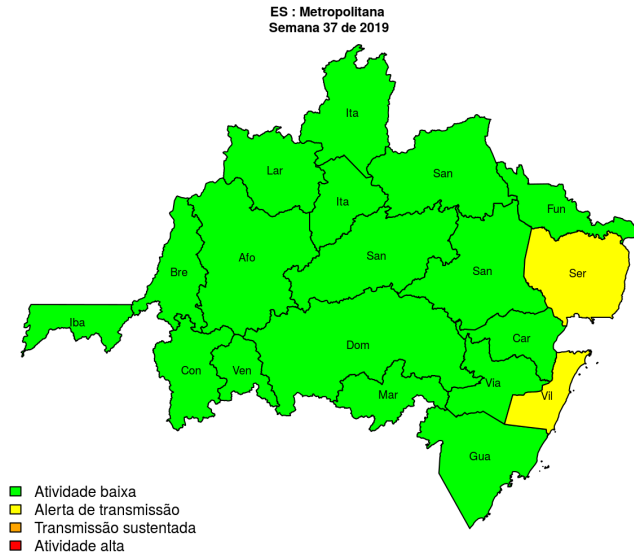 ES : Metropolitana
Semana 37 de 2019
Ita
Lar
San
Ita
Fun
Afo
San
Bre
San
Ser
Iba
Car
Dom
Con
Ven
Via
Mar
Vil
Gua
Atividade baixa
Alerta de transmissão
Transmissão sustentada
Atividade alta